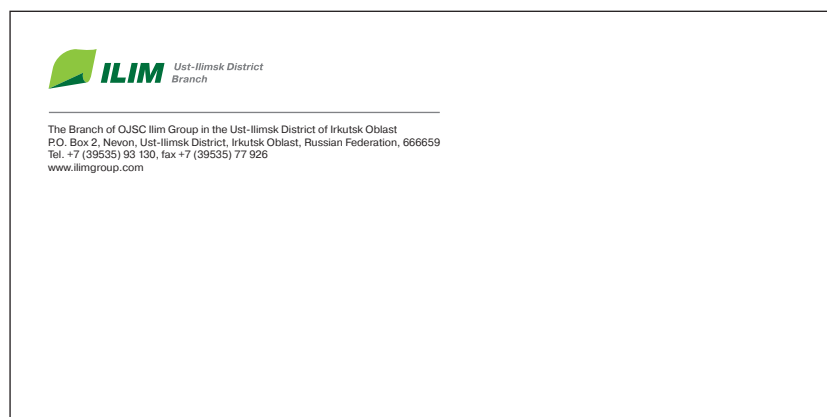 ILIM Ust-Ilimsk District
Branch
The Branch of OJSC Ilim Group in the Ust-Ilimsk District of Irkutsk Oblast
P.O. Box 2, Nevon, Ust-Ilimsk District, Irkutsk Oblast, Russian Federation, 666659
Tel. +7 (39535) 93 130, fax +7 (39535) 77 926
www.ilimgroup.com